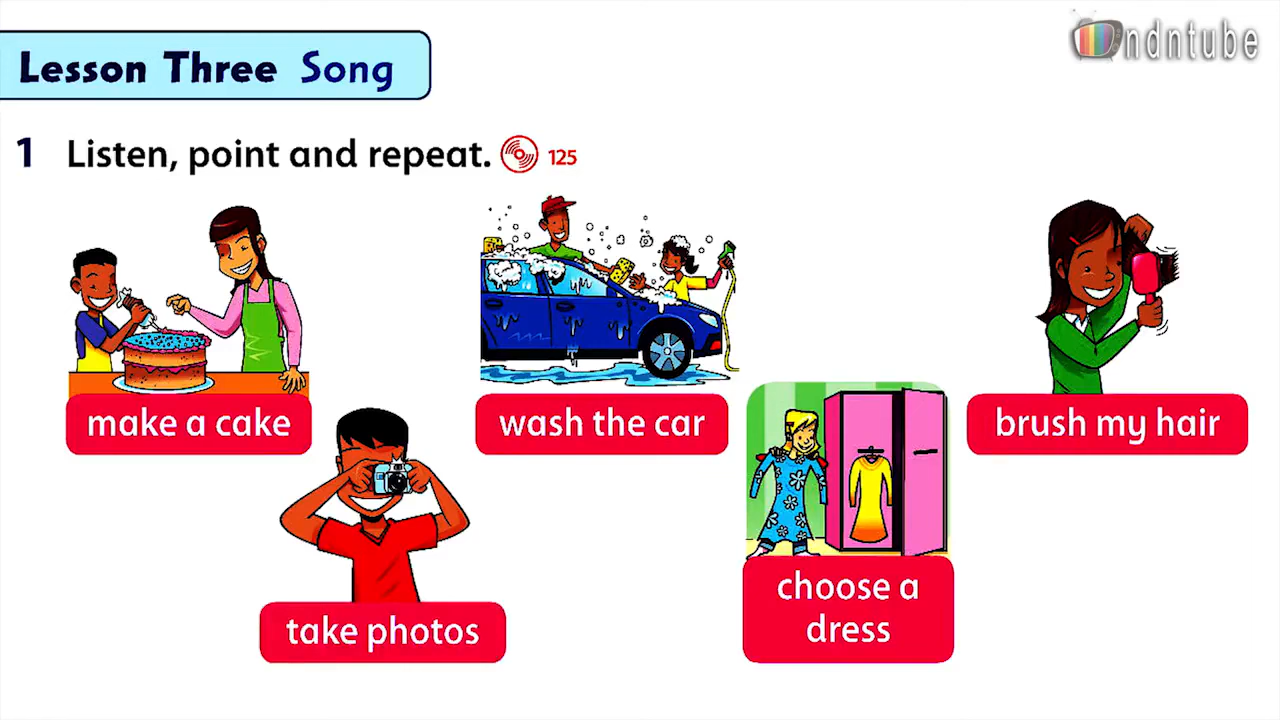 Lesson Three Song
ndntube
1 Listen, point and repeat. 125
make a cake
wash the car
brush my hair
take photos
choose a
dress